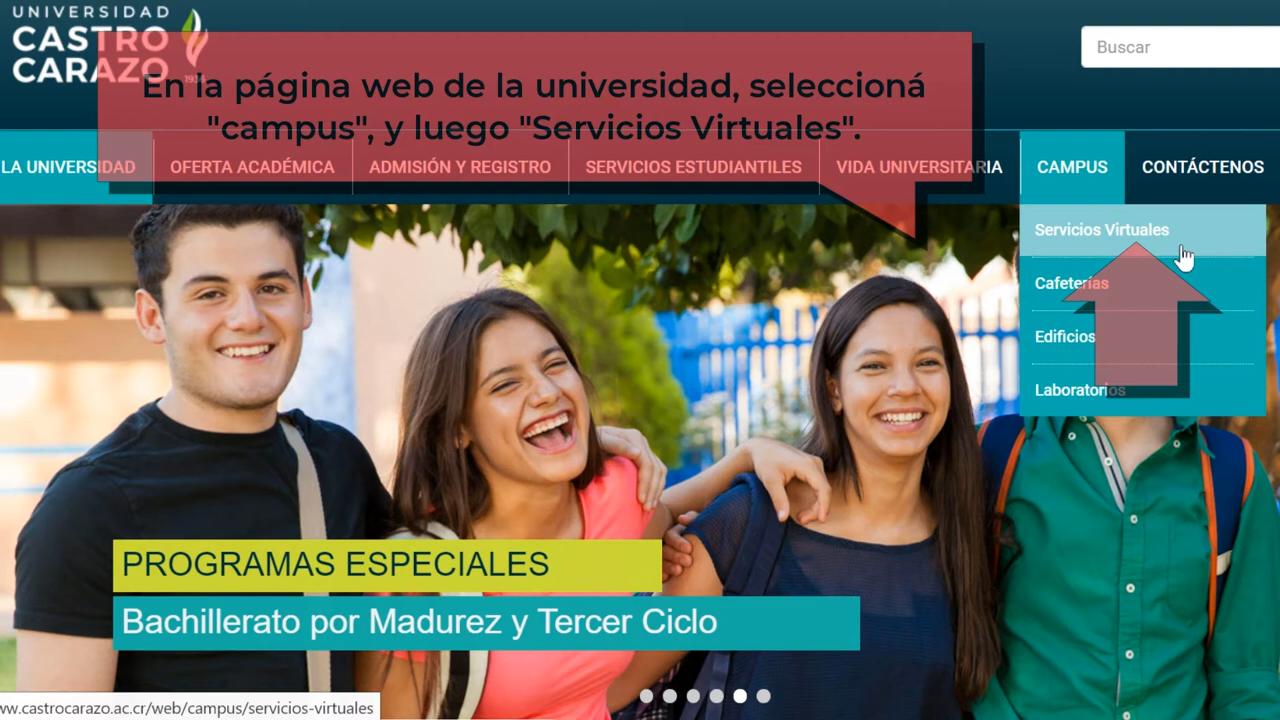 UNIVERSIDAD
CASTRO
CARAZO
Buscar
En la página web de la universidad, seleccioná
"campus", y luego "Servicios Virtuales".
LA UNIVERSIDAD OFERTA ACADÉMICA ADMISIÓN Y REGISTRO SERVICIOS ESTUDIANTILES VIDA UNIVERSITARIA CAMPUS CONTÁCTENOS
Servicios Virtuales
Cafeterías
Edificios
Laboratorios
PROGRAMAS ESPECIALES
Bachillerato por Madurez y Tercer Ciclo
ww.castrocarazo.ac.cr/web/campus/servicios-virtuales